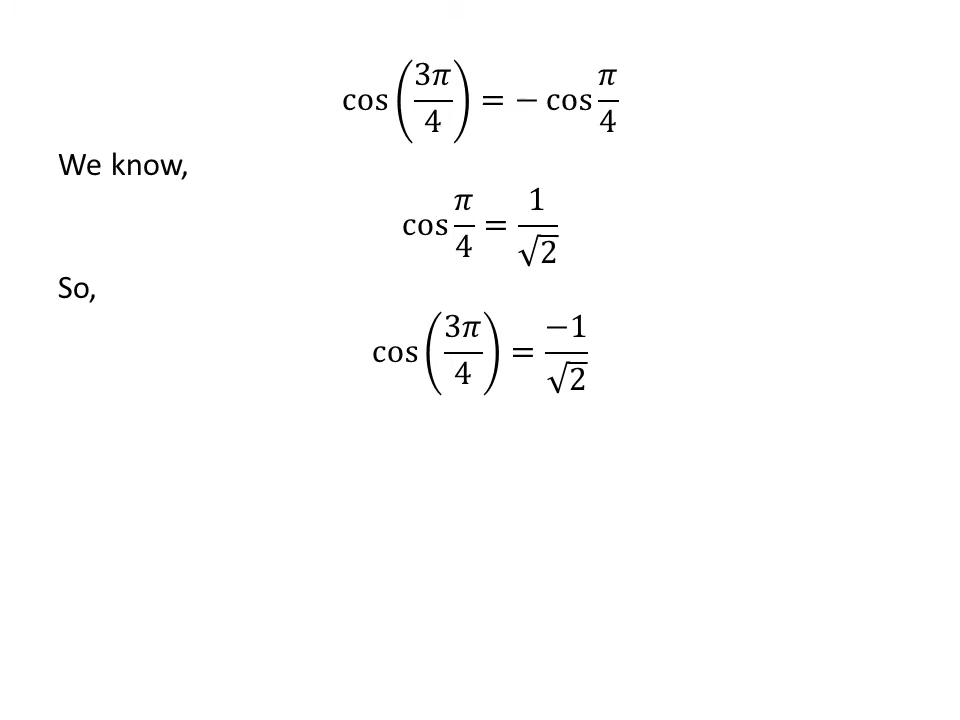 cos(3π/4) = − cos π/4
We know,
cos π/4 = 1/√2
So,
cos(3π/4) = −1/√2